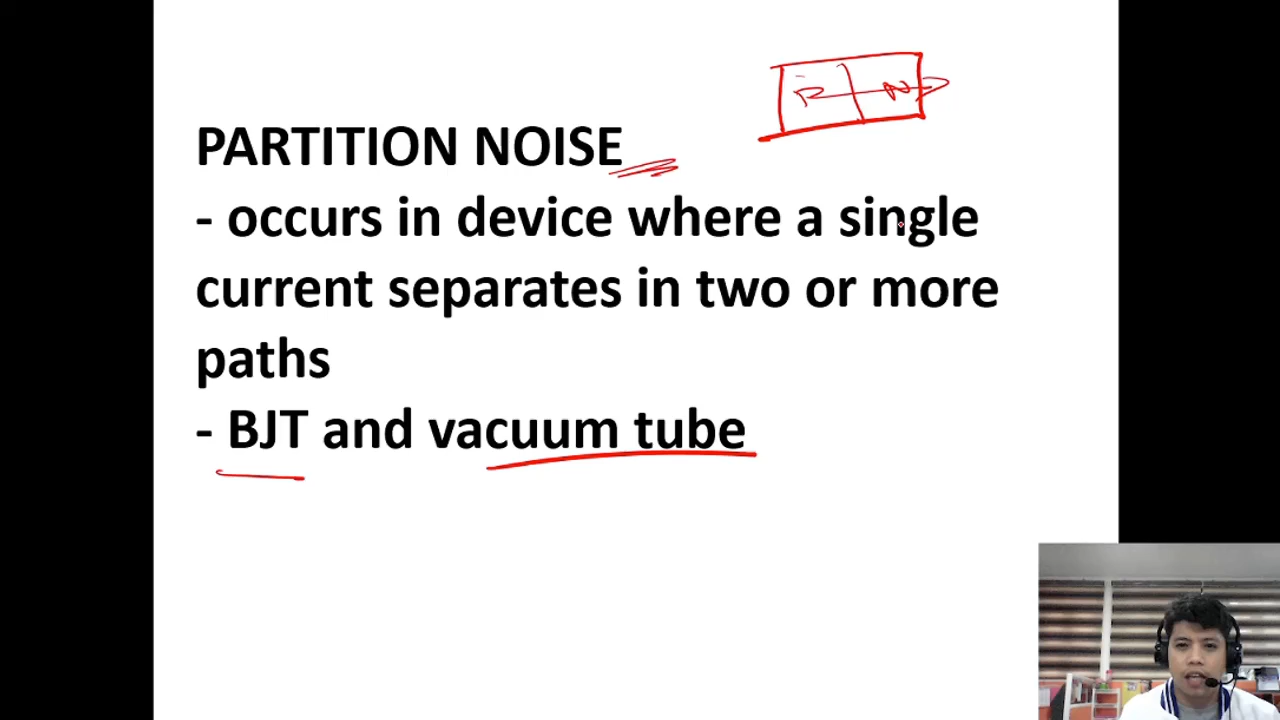 P N
PARTITION NOISE
- occurs in device where a single
current separates in two or more
paths
- BJT and vacuum tube